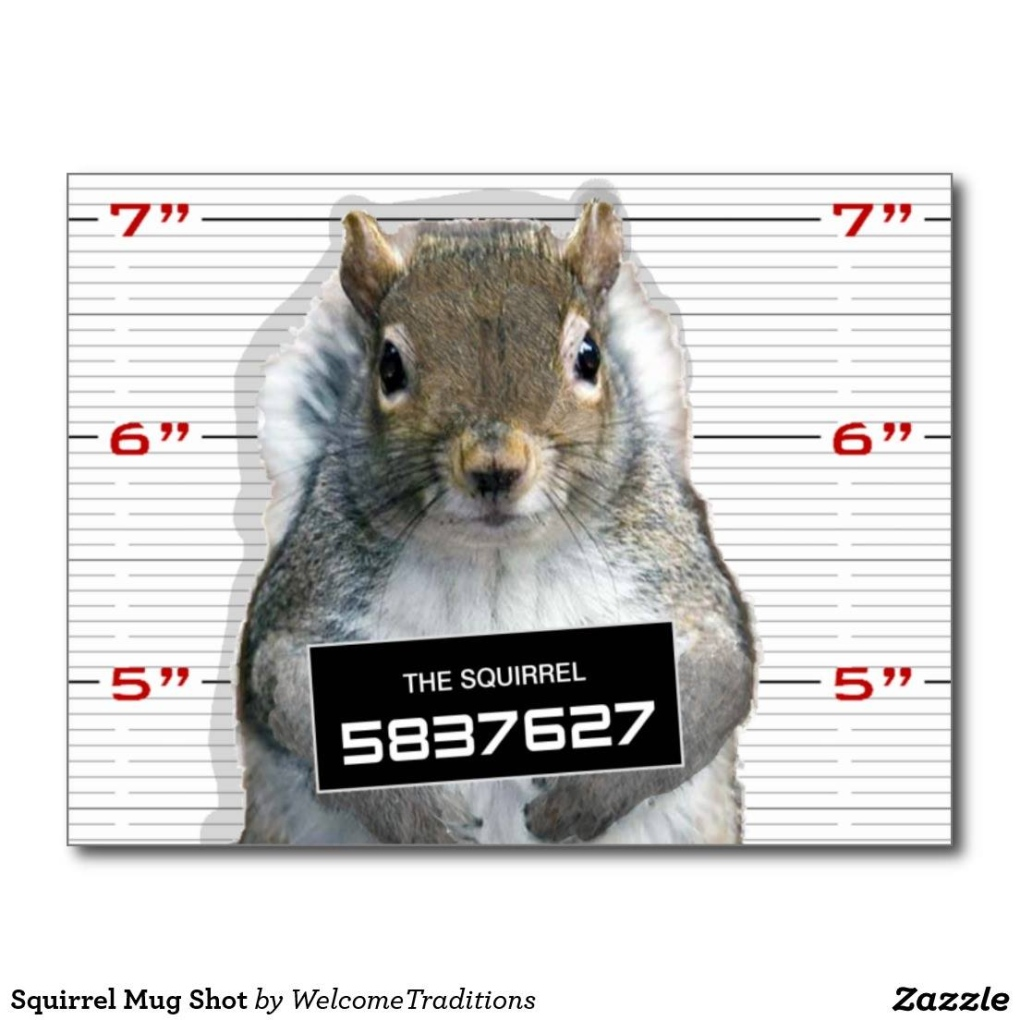 7” 7”
6” 6”
5” 5”
THE SQUIRREL
5837627
Squirrel Mug Shot by WelcomeTraditions Zazzle